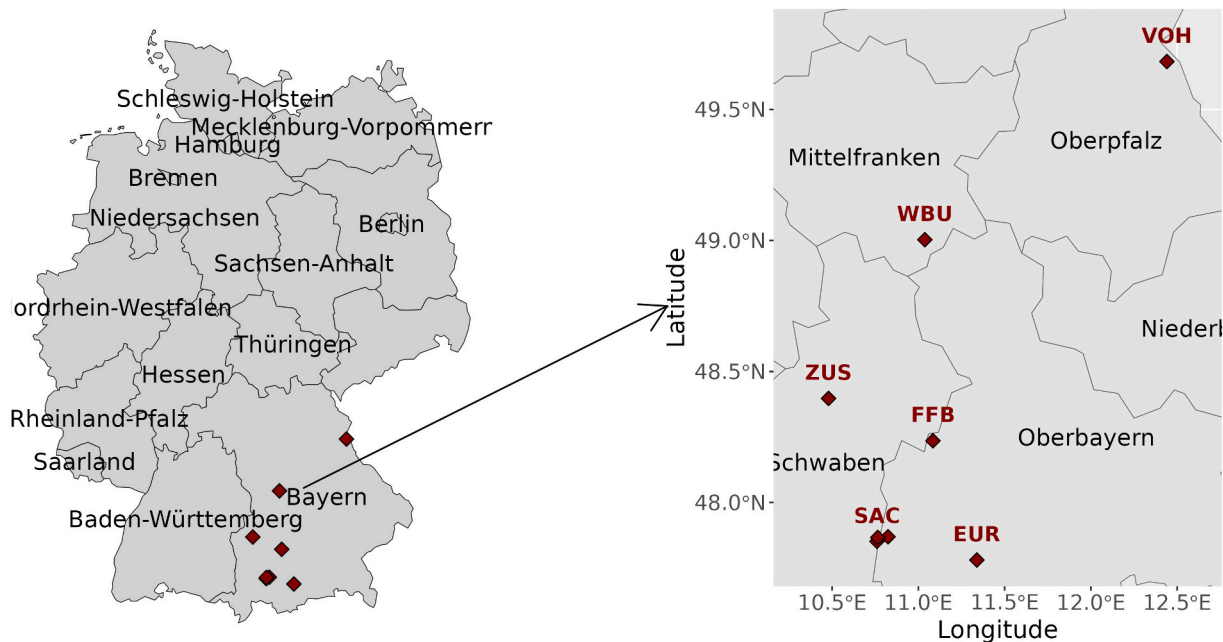 Schleswig-Holstein
Mecklenburg-Vorpommerr
Hamburg
Bremen
Niedersachsen
Berlin
Sachsen-Anhalt
ordrhein-Westfalen
Thüringen
Hessen
Rheinland-Pfalz
Saarland
Bayern
Baden-Württemberg
VOH
49.5°N
Oberpfalz
Mittelfranken
WBU
49.0°N
Latitude
Niederb
ZUS
48.5°N
FFB
Oberbayern
Schwaben
48.0°N
SAC
EUR
10.5°E 11.0°E 11.5°E 12.0°E 12.5°E
Longitude